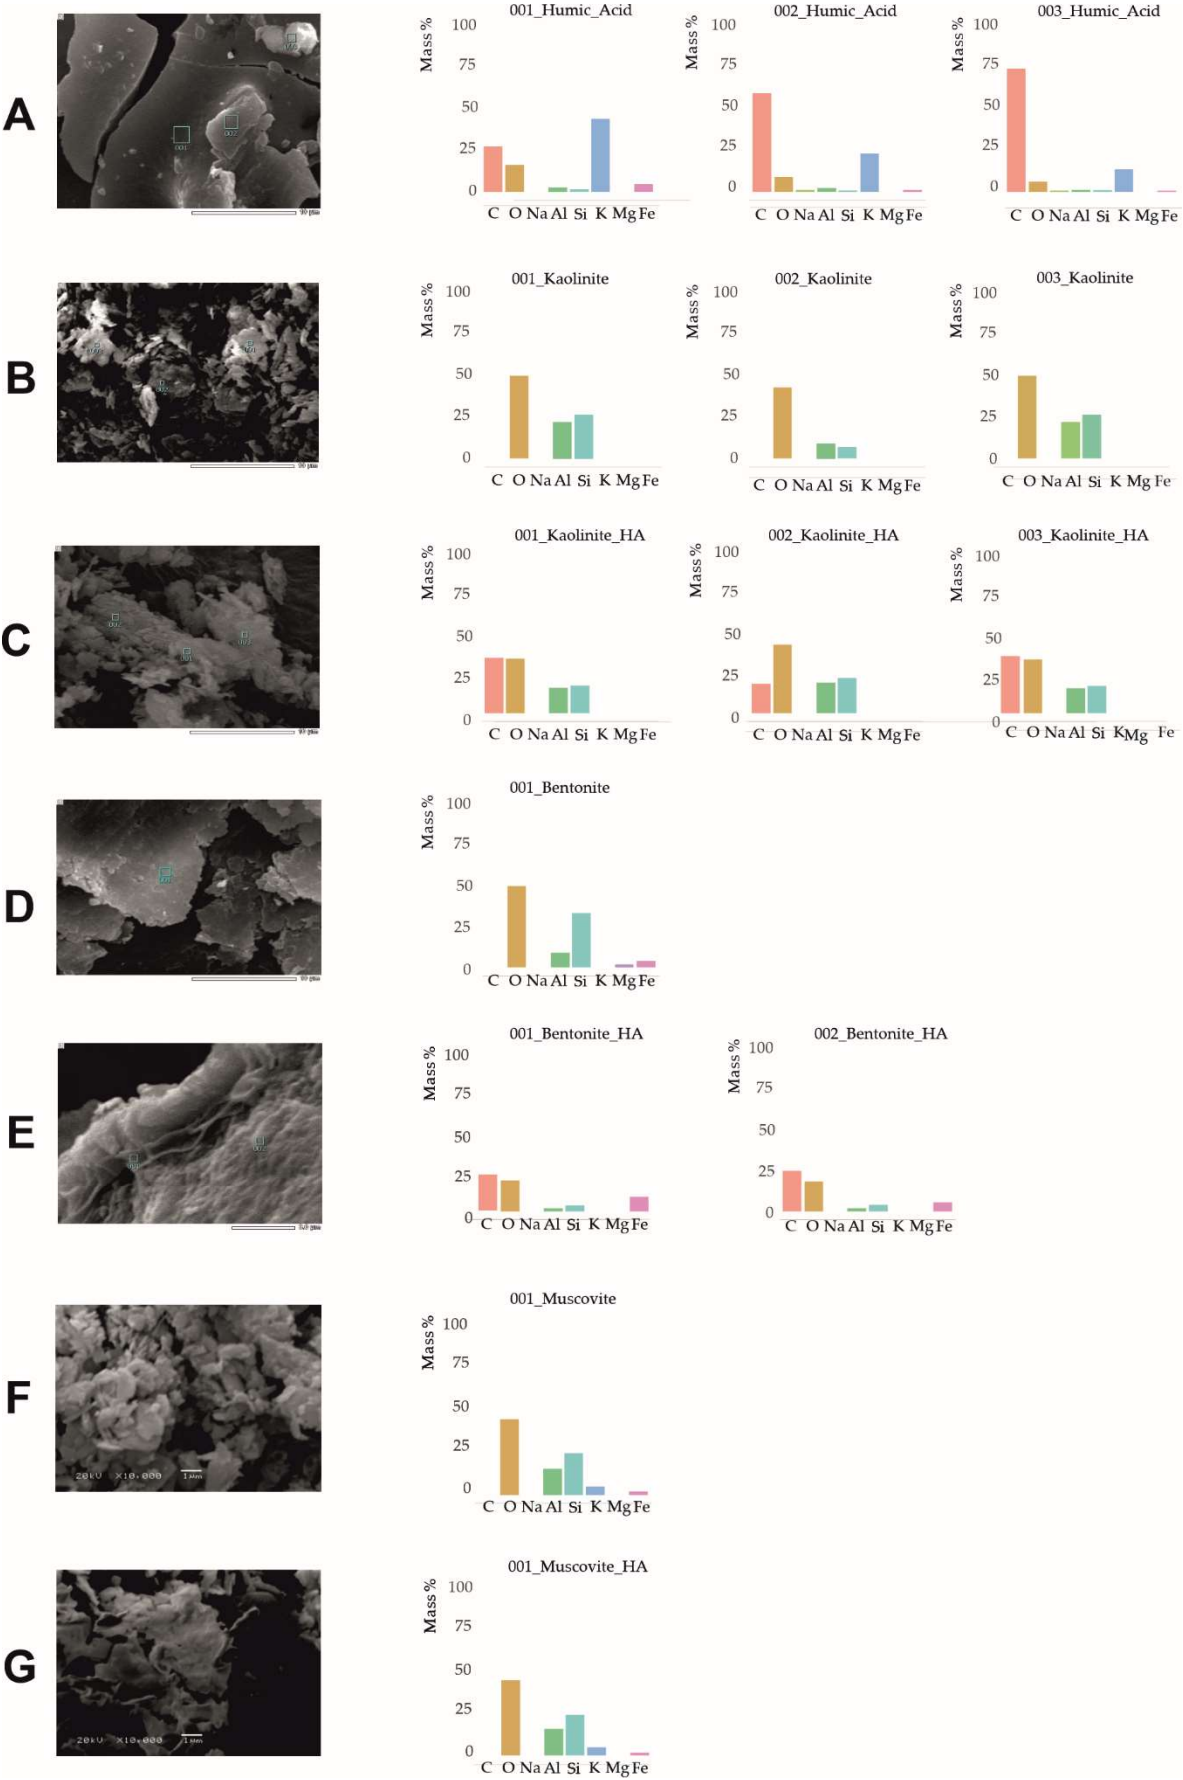 A
001_Humic_Acid
Mass %
100
75
50
25
0
C O Na Al Si K Mg Fe
002_Humic_Acid
Mass %
100
75
50
25
0
C O Na Al Si K Mg Fe
003_Humic_Acid
Mass %
100
75
50
25
0
C O Na Al Si K Mg Fe
001
002
B
001_Kaolinite
Mass %
100
75
50
25
0
C O Na Al Si K Mg Fe
002_Kaolinite
Mass %
100
75
50
25
0
C O Na Al Si K Mg Fe
003_Kaolinite
Mass %
100
75
50
25
0
C O Na Al Si K Mg Fe
C
001_Kaolinite_HA
Mass %
100
75
50
25
0
C O Na Al Si K Mg Fe
002_Kaolinite_HA
Mass %
100
75
50
25
0
C O Na Al Si K Mg Fe
003_Kaolinite_HA
Mass %
100
75
50
25
0
C O Na Al Si K Mg Fe
D
001_Bentonite
Mass %
100
75
50
25
0
C O Na Al Si K Mg Fe
E
001_Bentonite_HA
Mass %
100
75
50
25
0
C O Na Al Si K Mg Fe
002_Bentonite_HA
Mass %
100
75
50
25
0
C O Na Al Si K Mg Fe
002
F
20kV X10,000 1µm
001_Muscovite
Mass %
100
75
50
25
0
C O Na Al Si K Mg Fe
G
20kV X10,000 1µm
001_Muscovite_HA
Mass %
100
75
50
25
0
C O Na Al Si K Mg Fe